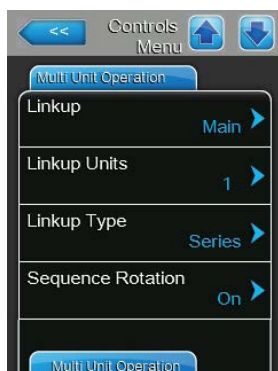 << Controls
Menu
Multi Unit Operation
Linkup
Main
Linkup Units
1
Linkup Type
Series
Sequence Rotation
On
Multi Unit Operation